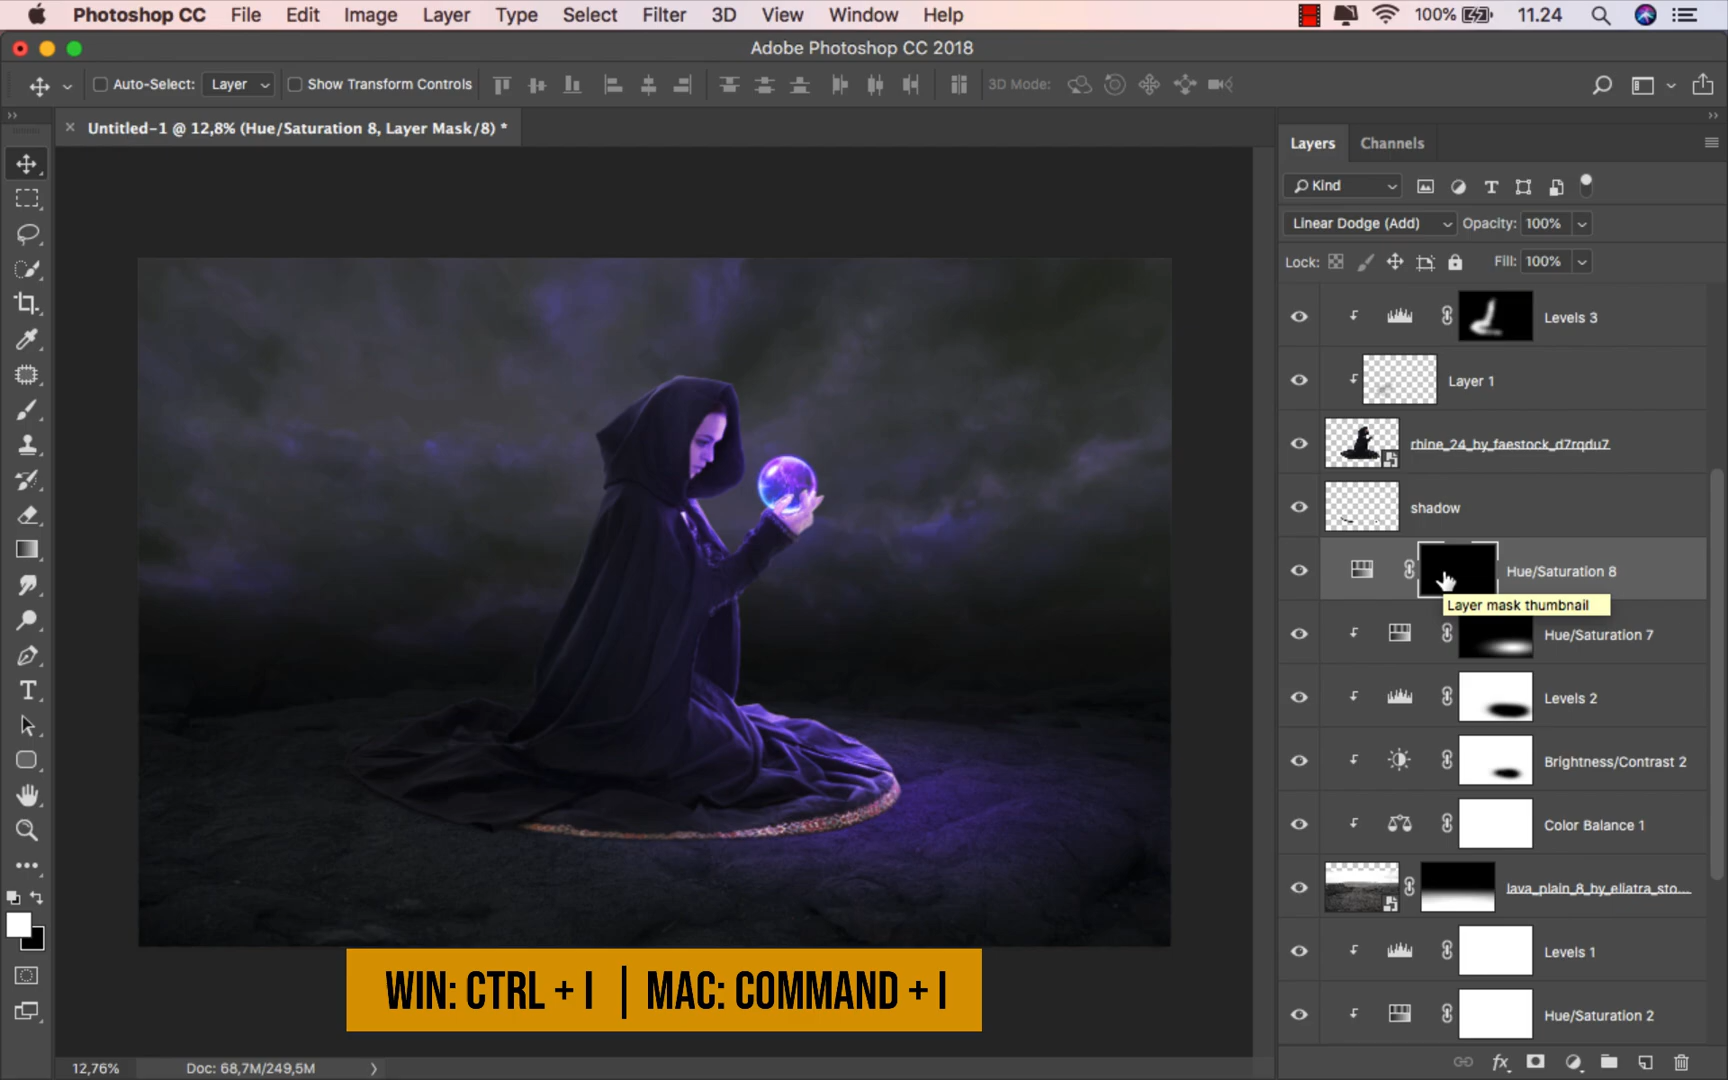 Photoshop CC File Edit Image Layer Type Select Filter 3D View Window Help 100% 11.24
Adobe Photoshop CC 2018
Auto-Select: Layer Show Transform Controls 3D Mode:
× Untitled-1 @ 12,8% (Hue/Saturation 8, Layer Mask/8) *
Layers Channels
Kind
Linear Dodge (Add) Opacity: 100%
Lock: Fill: 100%
Levels 3
Layer 1
rhine_24_by_faestock_d7rqdu7
shadow
Hue/Saturation 8
Layer mask thumbnail
Hue/Saturation 7
Levels 2
Brightness/Contrast 2
Color Balance 1
lava_plain_8_by_eliatra_sto...
Levels 1
Hue/Saturation 2
WIN: CTRL + I | MAC: COMMAND + I
12,76% Doc: 68,7M/249,5M